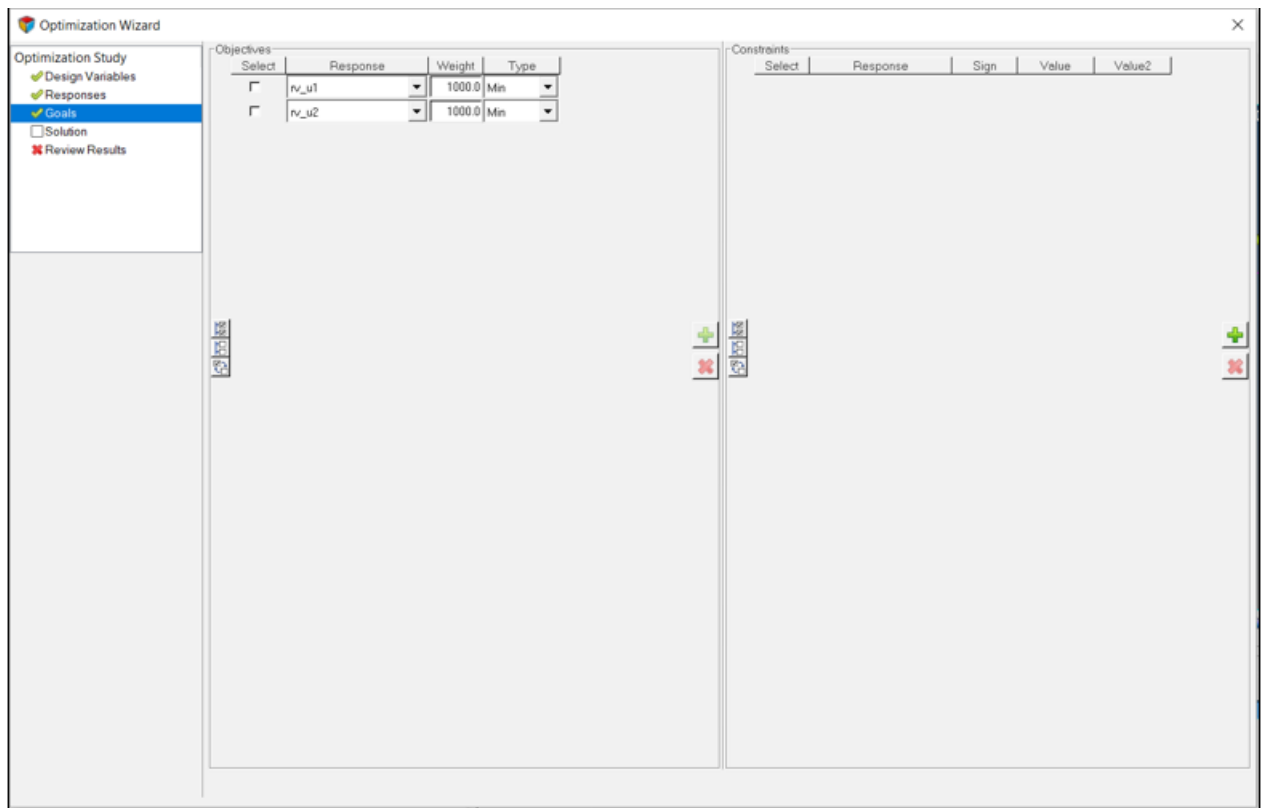 Optimization Wizard
Optimization Study
Design Variables
Responses
Goals
Solution
Review Results
Objectives
Select Response Weight Type
rv_u1 1000.0 Min
rv_u2 1000.0 Min
Constraints
Select Response Sign Value Value2